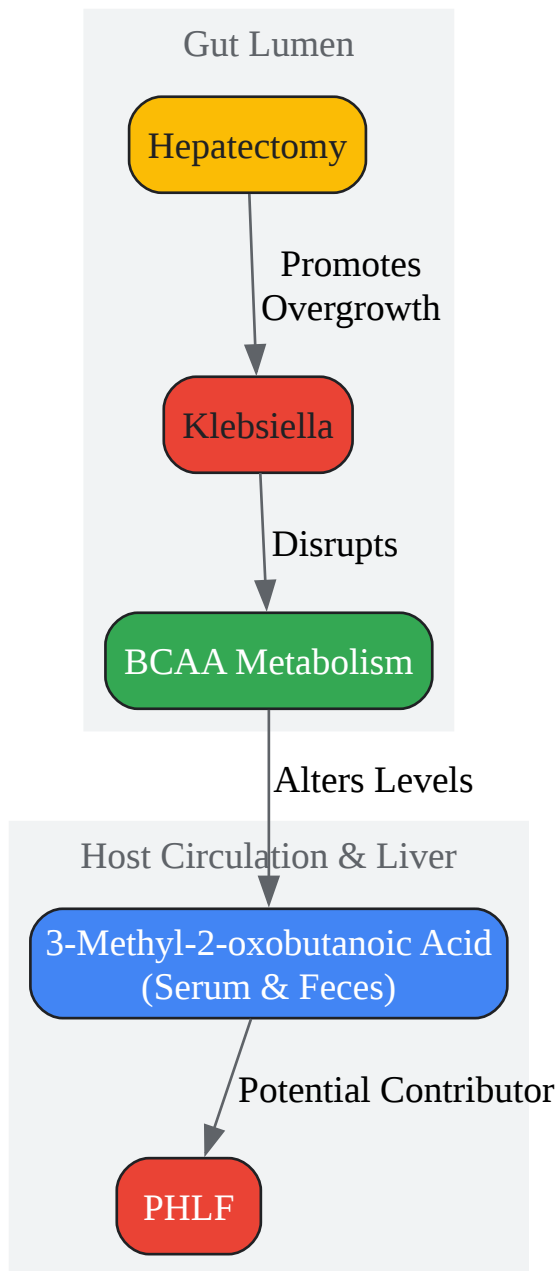 Gut Lumen
Hepatectomy
Promotes
Overgrowth
Klebsiella
Disrupts
BCAA Metabolism
Alters Levels
Host Circulation & Liver
3-Methyl-2-oxobutanoic Acid
(Serum & Feces)
Potential Contributor
PHLF